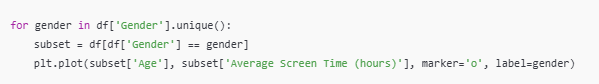 for gender in df['Gender'].unique():
    subset = df[df['Gender'] == gender]
    plt.plot(subset['Age'], subset['Average Screen Time (hours)'], marker='o', label=gender)